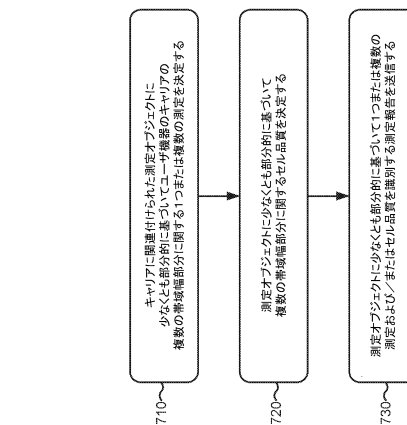 キャリアに関連付けられた測定オブジェクトに
少なくとも部分的に基づいてユーザ機器のキャリアの
複数の帯域幅部分に関する1つまたは複数の測定を決定する
710
測定オブジェクトに少なくとも部分的に基づいて
複数の帯域幅部分に関するセル品質を決定する
720
測定オブジェクトに少なくとも部分的に基づいて1つまたは複数の
測定および/またはセル品質を識別する測定報告を送信する
730